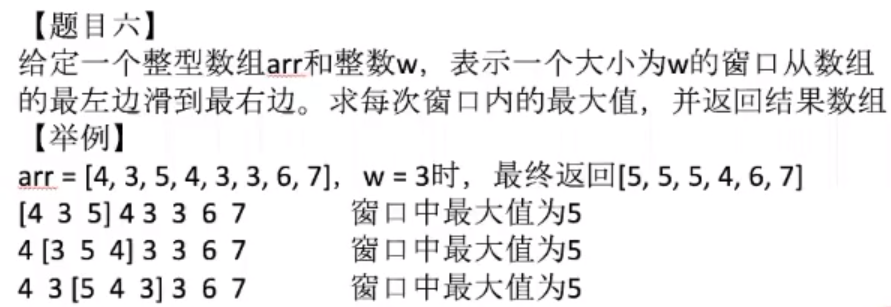 【题目六】
给定一个整型数组arr和整数w，表示一个大小为w的窗口从数组
的最左边滑到最右边。求每次窗口内的最大值，并返回结果数组
【举例】
arr = [4, 3, 5, 4, 3, 3, 6, 7]， w = 3时，最终返回[5, 5, 5, 4, 6, 7]
[4 3 5] 4 3 3 6 7 窗口中最大值为5
4 [3 5 4] 3 3 6 7 窗口中最大值为5
4 3 [5 4 3] 3 6 7 窗口中最大值为5